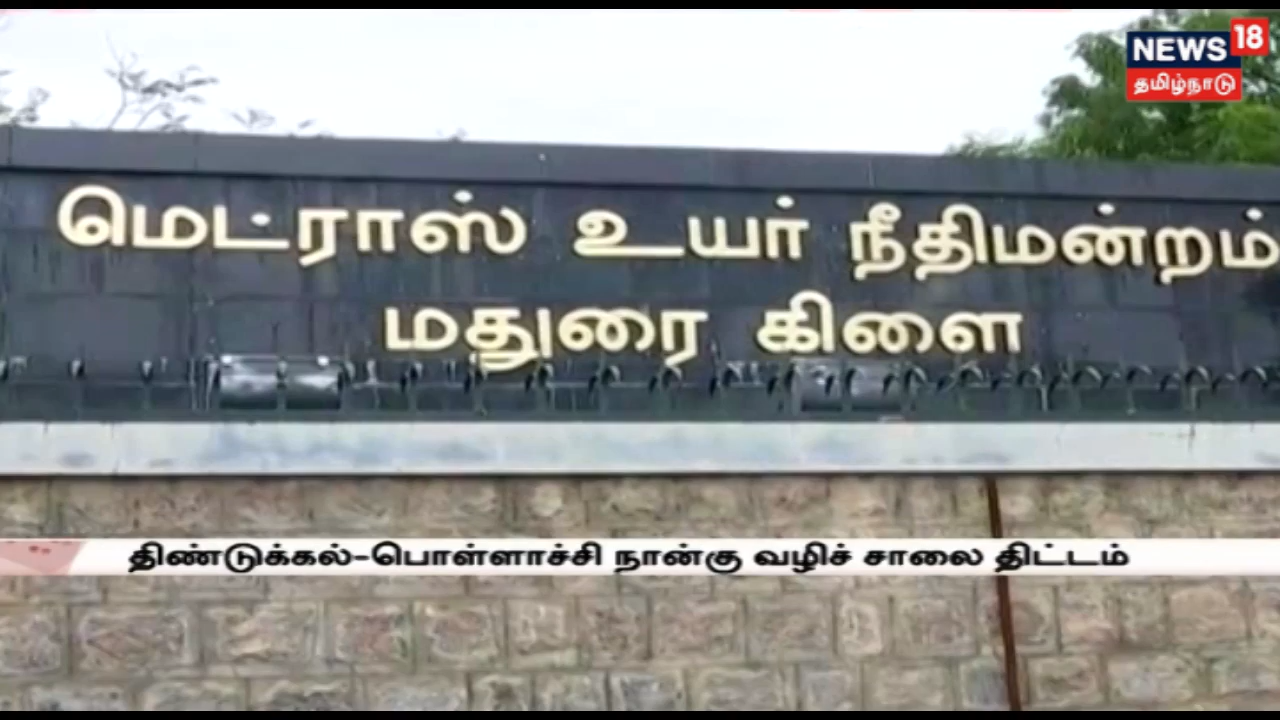 NEWS 18
தமிழ்நாடு
மெட்ராஸ் உயர் நீதிமன்றம்
மதுரை கிளை
திண்டுக்கல்-பொள்ளாச்சி நான்கு வழிச் சாலை திட்டம்